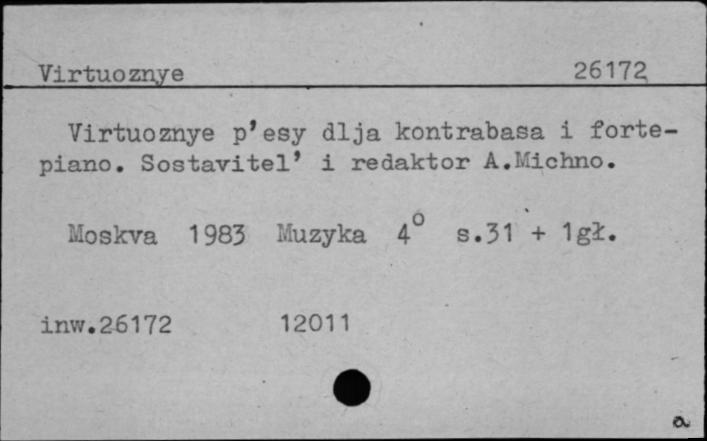 Virtuoznye 26172
Virtuoznye p'esy dlja kontrabasa i forte-
piano. Sostavitel' i redaktor A.Michno.
Moskva 1983 Muzyka 4° s.31 + 1gł.
inw.26172 12011
a